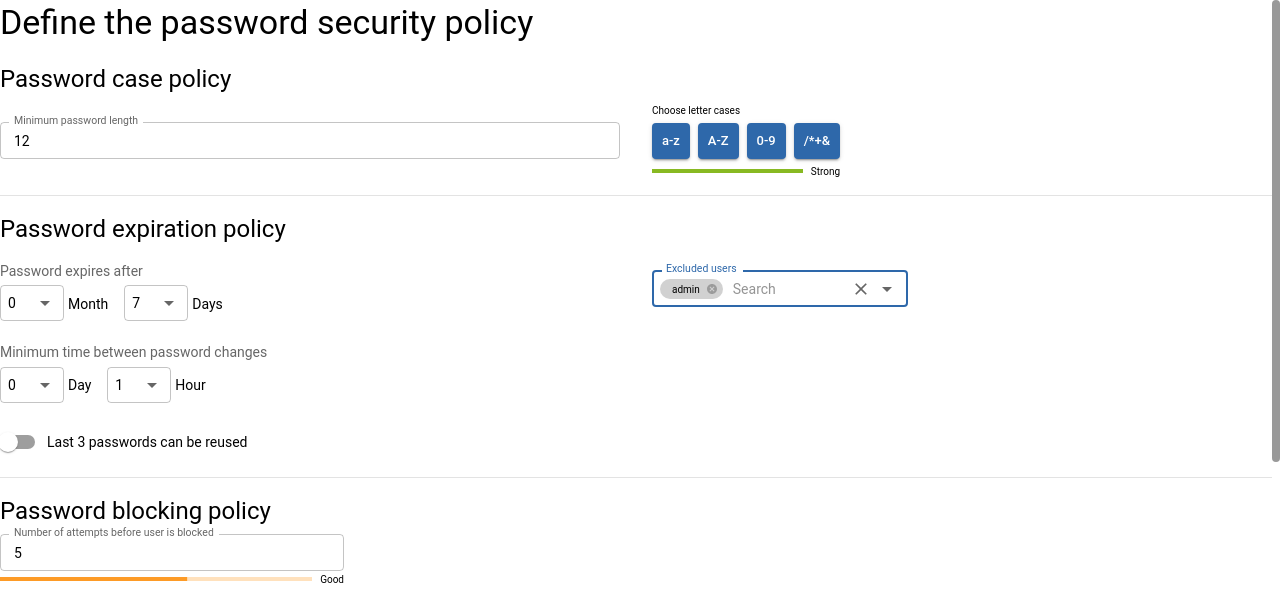 Define the password security policy
Password case policy
Minimum password length
12
Choose letter cases
a-z A-Z 0-9 /*+&
Strong
Password expiration policy
Password expires after
0 Month 7 Days
Excluded users
admin Search
Minimum time between password changes
0 Day 1 Hour
Last 3 passwords can be reused
Password blocking policy
Number of attempts before user is blocked
5
Good